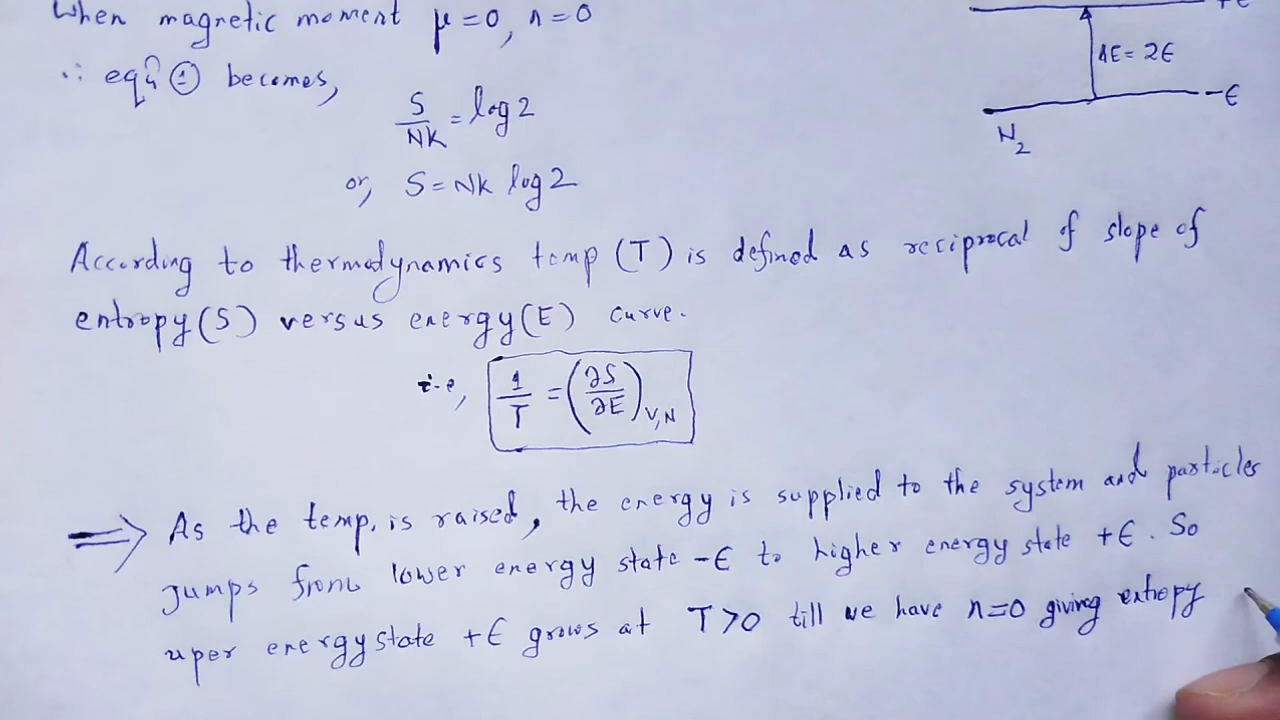 When magnetic moment μ=0, n=0
∴ eqn ① becomes,
S/NK = log 2
or, S = NK log 2
+ϵ
ΔE = 2ϵ
-ϵ
N₂
According to thermodynamics temp (T) is defined as reciprocal of slope of
entropy (S) versus energy (E) curve.
i.e, 1/T = (∂S/∂E)V,N
⇒ As the temp. is raised, the energy is supplied to the system and particles
Jumps from lower energy state -ϵ to higher energy state +ϵ. So
uper energy state +ϵ grows at T>0 till we have n=0 giving entropy